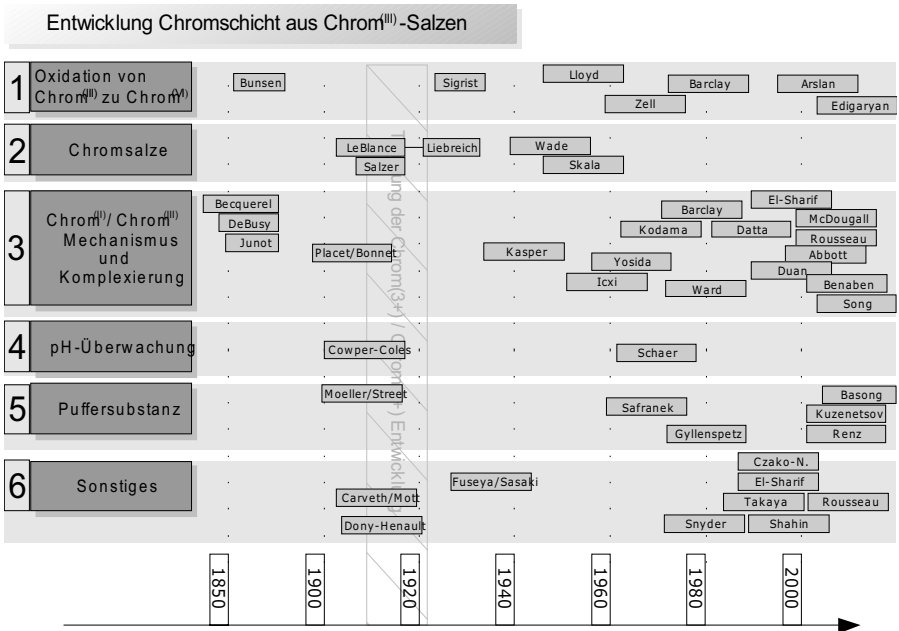 Entwicklung Chromschicht aus Chrom(III)-Salzen
1
Oxidation von
Chrom(III) zu Chrom(VI)
Bunsen
Sigrist
Lloyd
Zell
Barclay
Arslan
Edigaryan
2
Chromsalze
LeBlance
Liebreich
Salzer
Wade
Skala
3
Chrom(II)/ Chrom(III)
Mechanismus
und
Komplexierung
Becquerel
DeBusy
Junot
Placet/Bonnet
Kasper
Icxi
Yosida
Kodama
Barclay
Ward
Datta
El-Sharif
McDougall
Rousseau
Abbott
Duan
Benaben
Song
4
pH-Überwachung
Cowper-Coles
Schaer
5
Puffersubstanz
Moeller/Street
Safranek
Gyllenspetz
Basong
Kuzenetsov
Renz
6
Sonstiges
Carveth/Mott
Dony-Henault
Fuseya/Sasaki
Czako-N.
El-Sharif
Takaya
Rousseau
Snyder
Shahin
der Chrom(3+) / Entwicklung
1850
1900
1920
1940
1960
1980
2000